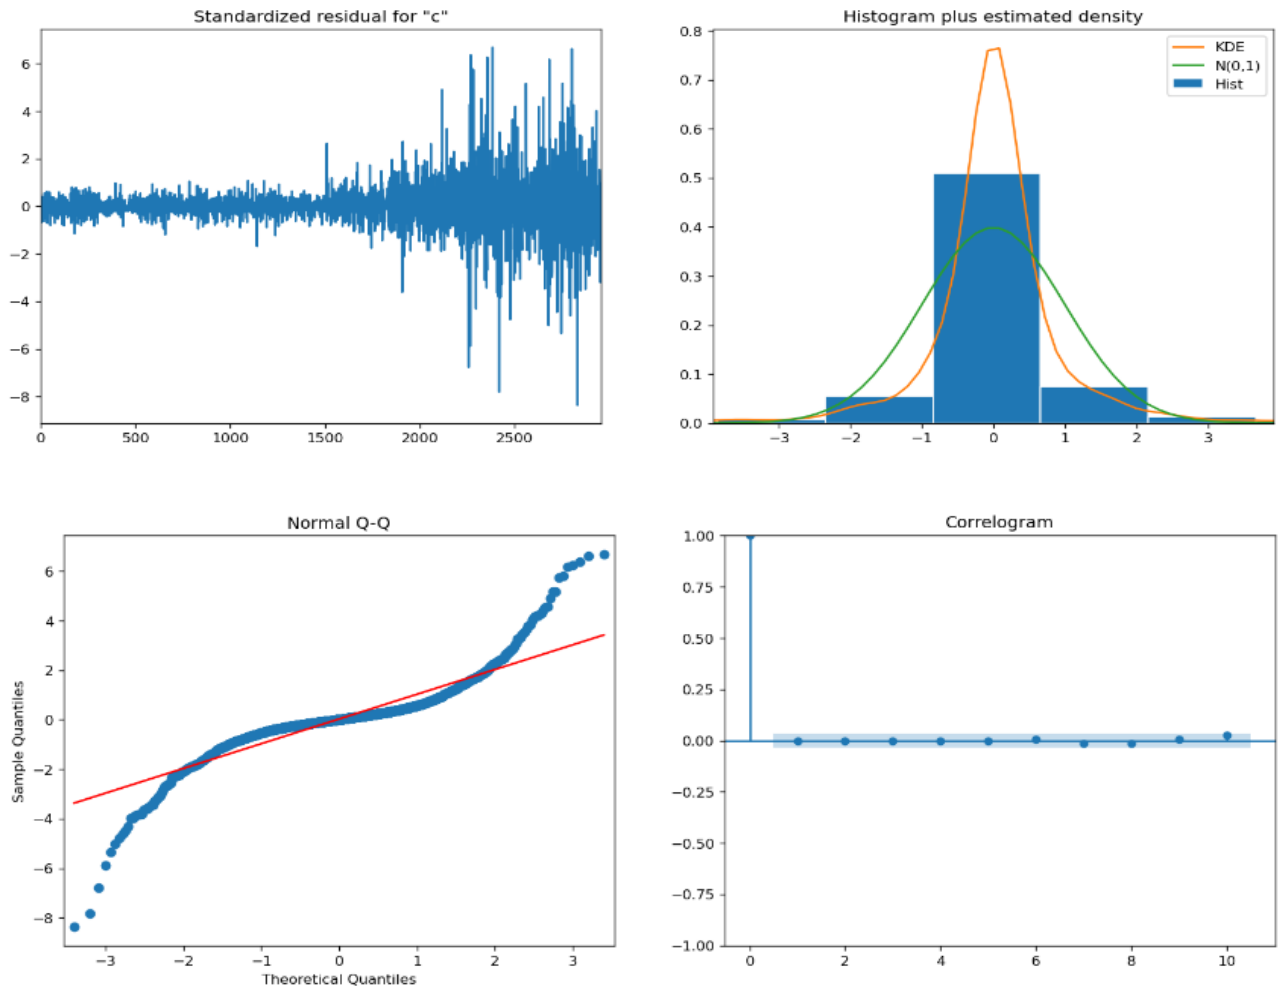 Standardized residual for "c"
6
4
2
0
−2
−4
−6
−8
0 500 1000 1500 2000 2500
Histogram plus estimated density
KDE
N(0,1)
Hist
0.8
0.7
0.6
0.5
0.4
0.3
0.2
0.1
0.0
−3 −2 −1 0 1 2 3
Normal Q-Q
Sample Quantiles
6
4
2
0
−2
−4
−6
−8
−3 −2 −1 0 1 2 3
Theoretical Quantiles
Correlogram
1.00
0.75
0.50
0.25
0.00
−0.25
−0.50
−0.75
−1.00
0 2 4 6 8 10